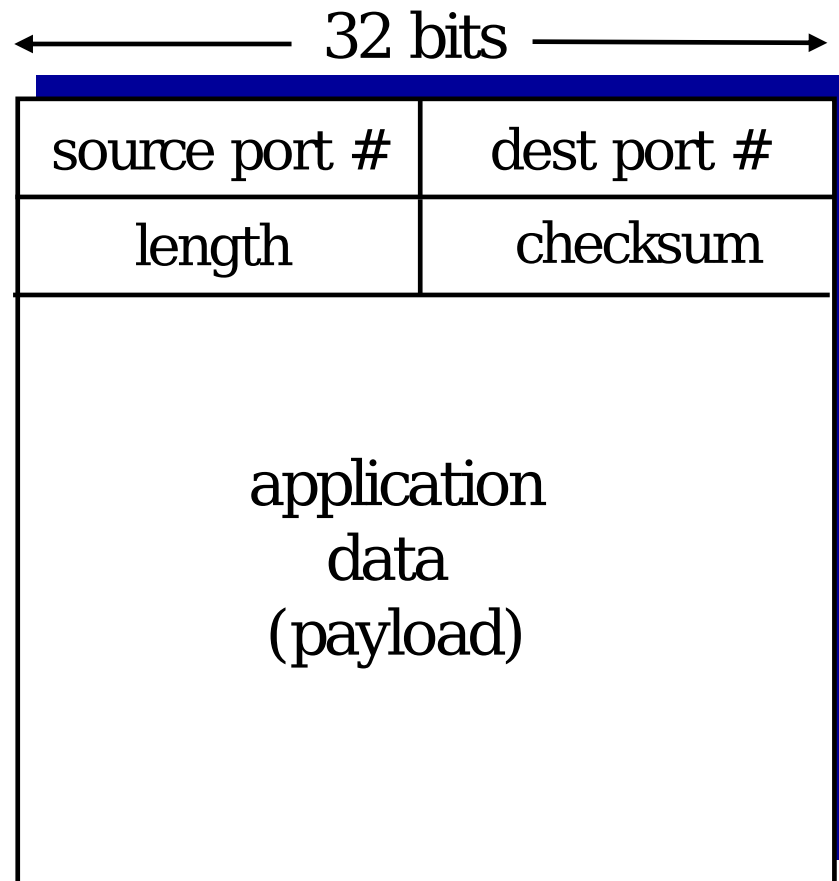 32 bits
source port # dest port #
length checksum
application
data
(payload)